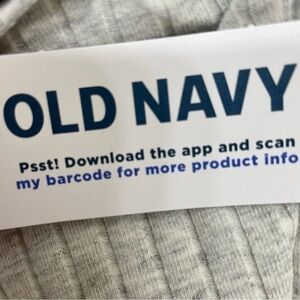 OLD NAVY
Psst! Download the app and scan
my barcode for more product info